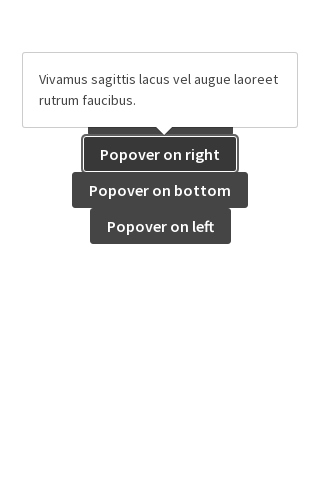 Vivamus sagittis lacus vel augue laoreet
rutrum faucibus.
Popover on right
Popover on bottom
Popover on left